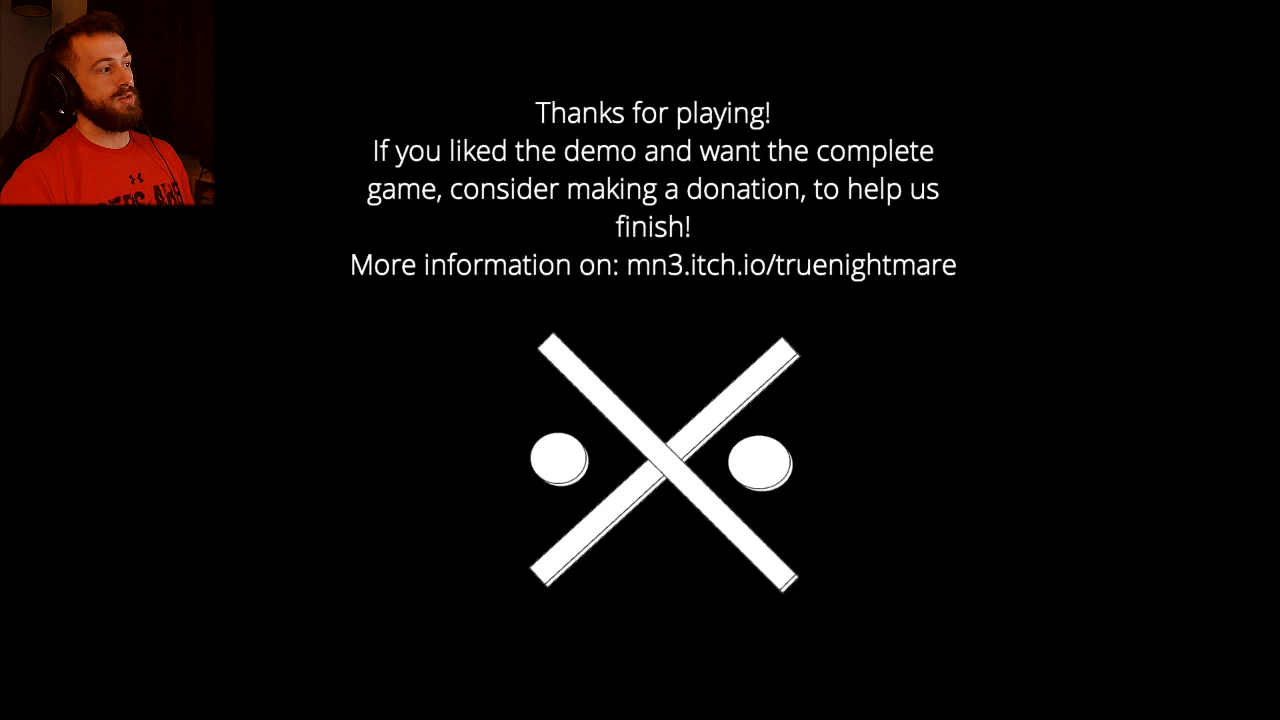 Thanks for playing!
If you liked the demo and want the complete
game, consider making a donation, to help us
finish!
More information on: mn3.itch.io/truenightmare